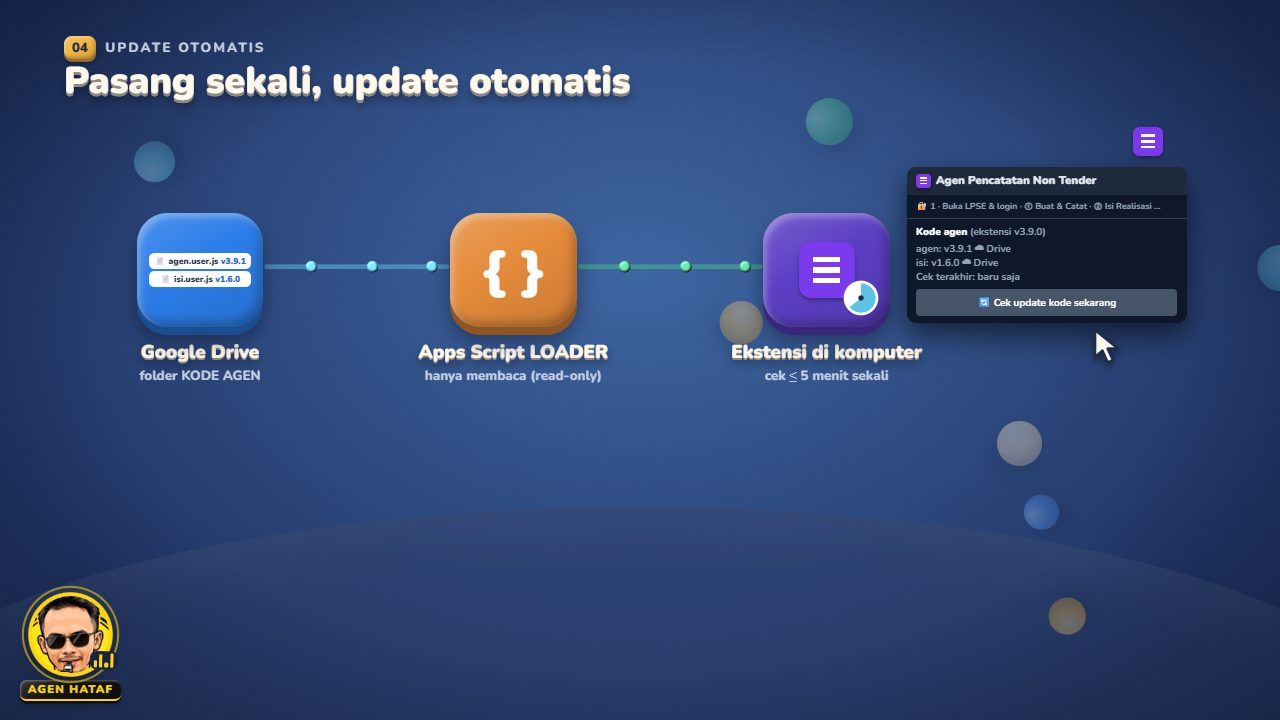 04 UPDATE OTOMATIS
Pasang sekali, update otomatis
agen.user.js v3.9.1
isi.user.js v1.6.0
Google Drive
folder KODE AGEN
{ }
Apps Script LOADER
hanya membaca (read-only)
Ekstensi di komputer
cek ≤ 5 menit sekali
Agen Pencatatan Non Tender
1 · Buka LPSE & login · ① Buat & Catat · ② Isi Realisasi ...
Kode agen (ekstensi v3.9.0)
agen: v3.9.1 ☁ Drive
isi: v1.6.0 ☁ Drive
Cek terakhir: baru saja
Cek update kode sekarang
AGEN HATAF